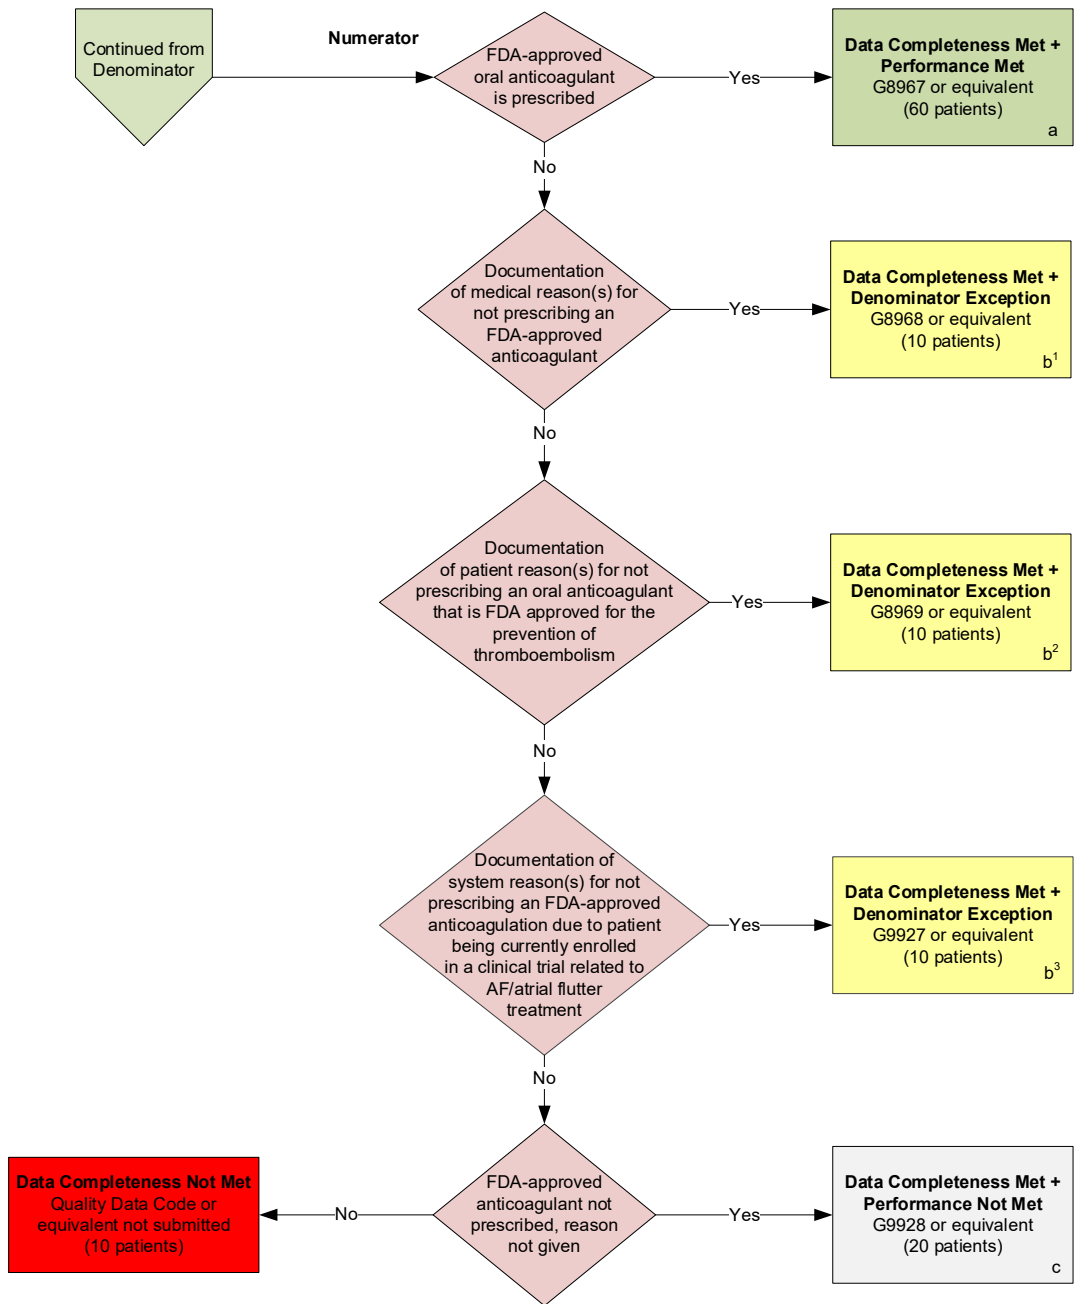 Continued from
Denominator
Numerator
FDA-approved
oral anticoagulant
is prescribed
Yes
Data Completeness Met +
Performance Met
G8967 or equivalent
(60 patients)
a
No
Documentation
of medical reason(s) for
not prescribing an
FDA-approved
anticoagulant
Yes
Data Completeness Met +
Denominator Exception
G8968 or equivalent
(10 patients)
b¹
No
Documentation
of patient reason(s) for not
prescribing an oral anticoagulant
that is FDA approved for the
prevention of
thromboembolism
Yes
Data Completeness Met +
Denominator Exception
G8969 or equivalent
(10 patients)
b²
No
Documentation of
system reason(s) for not
prescribing an FDA-approved
anticoagulation due to patient
being currently enrolled
in a clinical trial related to
AF/atrial flutter
treatment
Yes
Data Completeness Met +
Denominator Exception
G9927 or equivalent
(10 patients)
b³
No
Data Completeness Not Met
Quality Data Code or
equivalent not submitted
(10 patients)
No
FDA-approved
anticoagulant not
prescribed, reason
not given
Yes
Data Completeness Met +
Performance Not Met
G9928 or equivalent
(20 patients)
c